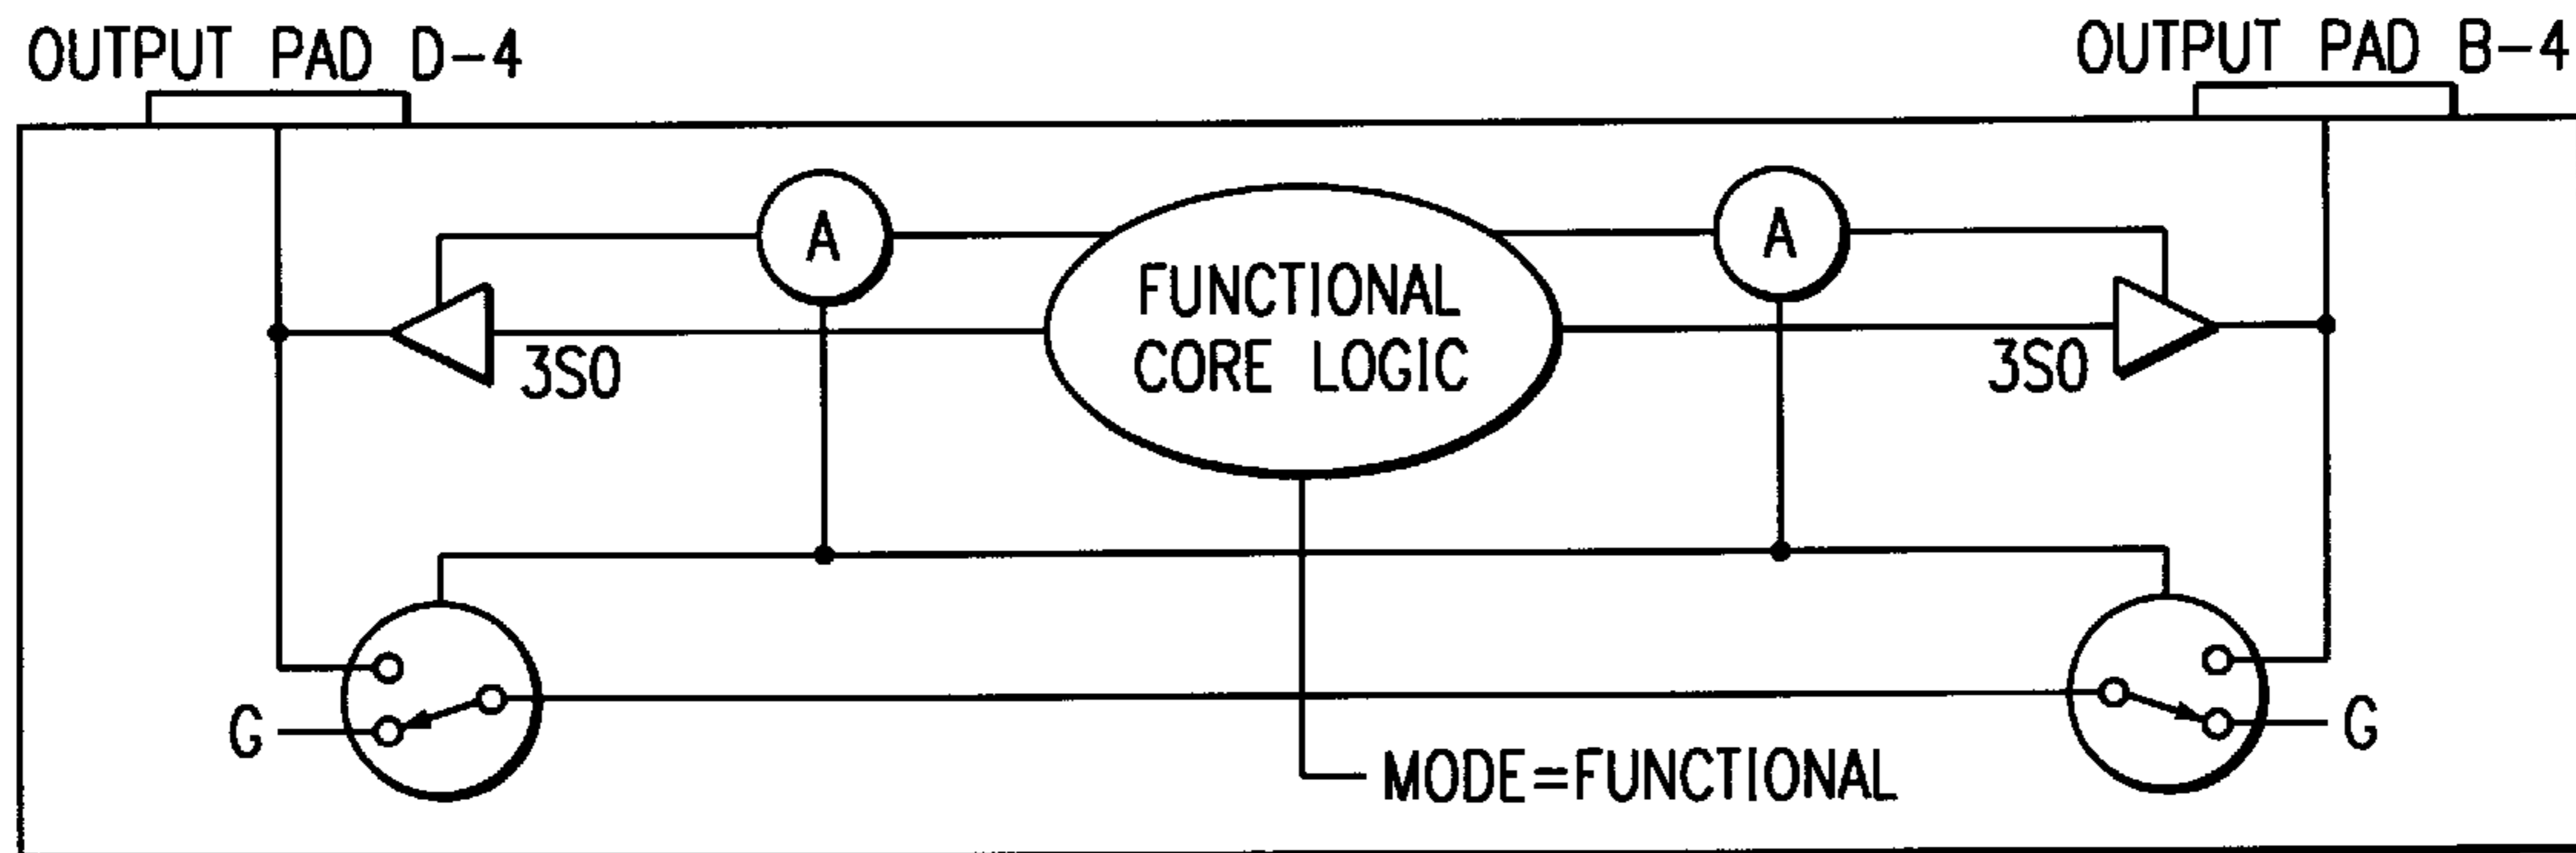 OUTPUT PAD D-4
OUTPUT PAD B-4
A
A
FUNCTIONAL
CORE LOGIC
3SO
3SO
G
G
MODE=FUNCTIONAL